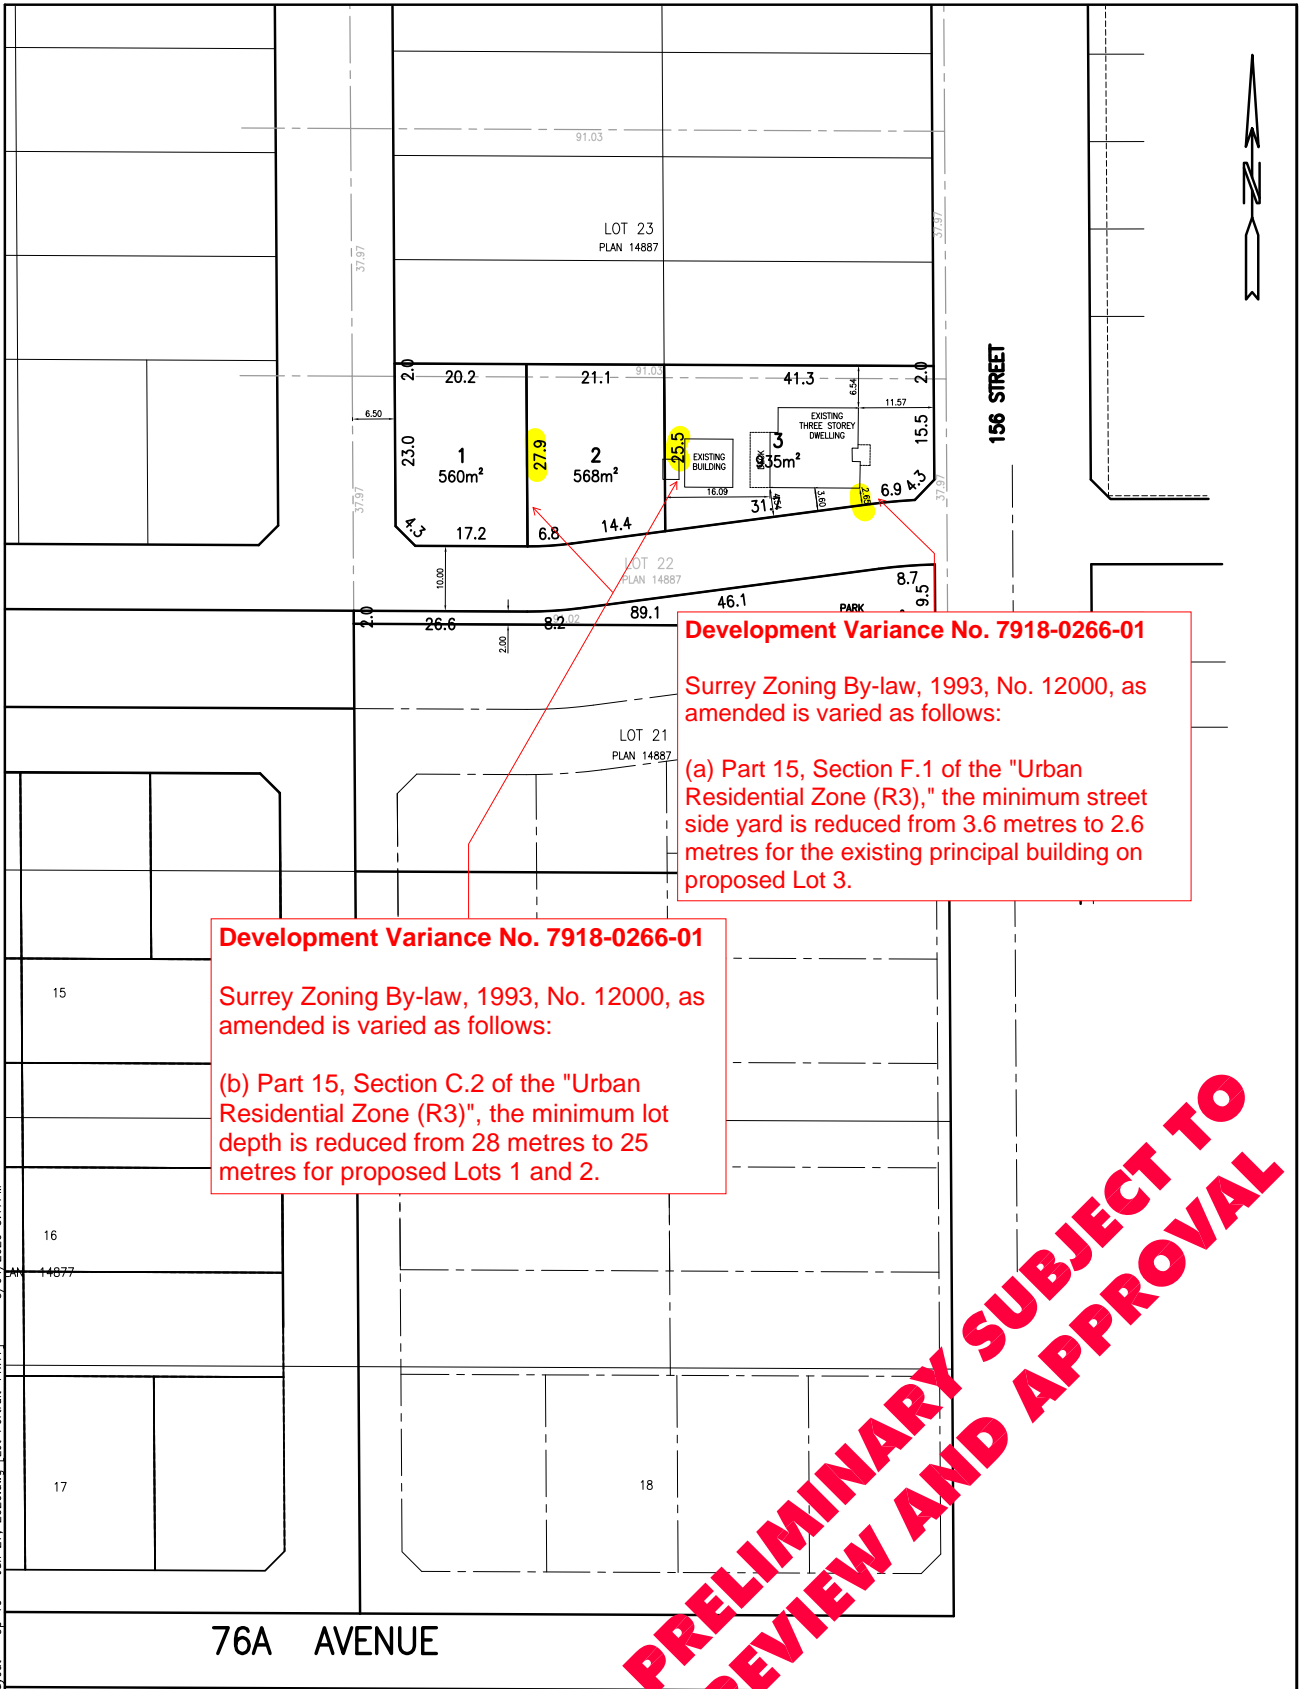 91.03
LOT 23
PLAN 14887
37.97
37.97
156 STREET
N
2.0
20.2
21.1
91.03
41.3
2.0
6.54
11.57
6.50
EXISTING
THREE STOREY
DWELLING
15.5
23.0
1
560m²
27.9
2
568m²
25.5
EXISTING
BUILDING
3
935m²
16.09
4.54
3.60
2.65
6.9
4.3
37.97
37.97
4.3
17.2
6.8
14.4
10.00
LOT 22
PLAN 14887
8.7
9.5
2.0
26.6
8.2
89.1
46.1
PARK
2.00
Development Variance No. 7918-0266-01
Surrey Zoning By-law, 1993, No. 12000, as
amended is varied as follows:
(a) Part 15, Section F.1 of the "Urban
Residential Zone (R3)," the minimum street
side yard is reduced from 3.6 metres to 2.6
metres for the existing principal building on
proposed Lot 3.
LOT 21
PLAN 14887
Development Variance No. 7918-0266-01
Surrey Zoning By-law, 1993, No. 12000, as
amended is varied as follows:
(b) Part 15, Section C.2 of the "Urban
Residential Zone (R3)", the minimum lot
depth is reduced from 28 metres to 25
metres for proposed Lots 1 and 2.
15
16
14877
17
18
PRELIMINARY SUBJECT TO
REVIEW AND APPROVAL
76A AVENUE